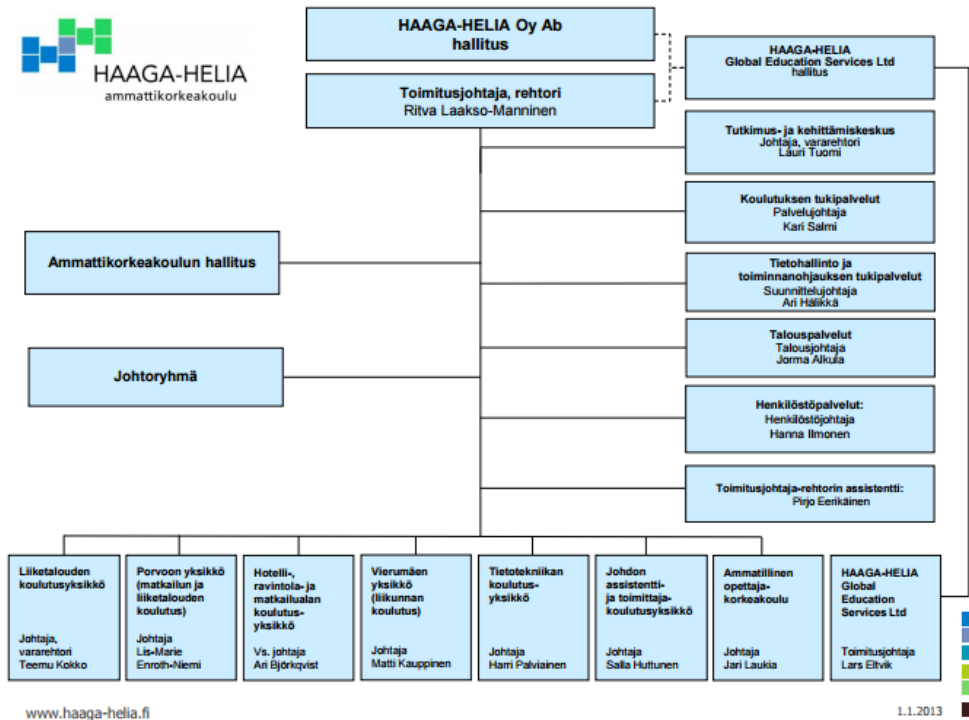 HAAGA-HELIA
ammattikorkeakoulu
HAAGA-HELIA Oy Ab
hallitus
Toimitusjohtaja, rehtori
Ritva Laakso-Manninen
HAAGA-HELIA
Global Education Services Ltd
hallitus
Tutkimus- ja kehittämiskeskus
Johtaja, vararehtori
Lauri Tuomi
Koulutuksen tukipalvelut
Palvelujohtaja
Kari Salmi
Ammattikorkeakoulun hallitus
Tietohallinto ja
toiminnanohjauksen tukipalvelut
Suunnittelujohtaja
Ari Hälikkä
Talouspalvelut
Talousjohtaja
Jorma Alkula
Johtoryhmä
Henkilöstöpalvelut:
Henkilöstöjohtaja
Hanna Ilmonen
Toimitusjohtaja-rehtorin assistentti:
Pirjo Eerikäinen
Liiketalouden
koulutusyksikkö
Johtaja,
vararehtori
Teemu Kokko
Porvoon yksikkö
(matkailun ja
liiketalouden
koulutus)
Johtaja
Lis-Marie
Enroth-Niemi
Hotelli-,
ravintola- ja
matkailualan
koulutus-
yksikkö
Vs. johtaja
Ari Björkqvist
Vierumäen
yksikkö
(liikunnan
koulutus)
Johtaja
Matti Kauppinen
Tietotekniikan
koulutus-
yksikkö
Johtaja
Harri Palviainen
Johdon
assistentti-
ja toimittaja-
koulutusyksikkö
Johtaja
Salla Huttunen
Ammatillinen
opettaja-
korkeakoulu
Johtaja
Jari Laukia
HAAGA-HELIA
Global
Education
Services Ltd
Toimitusjohtaja
Lars Eltvik
www.haaga-helia.fi
1.1.2013